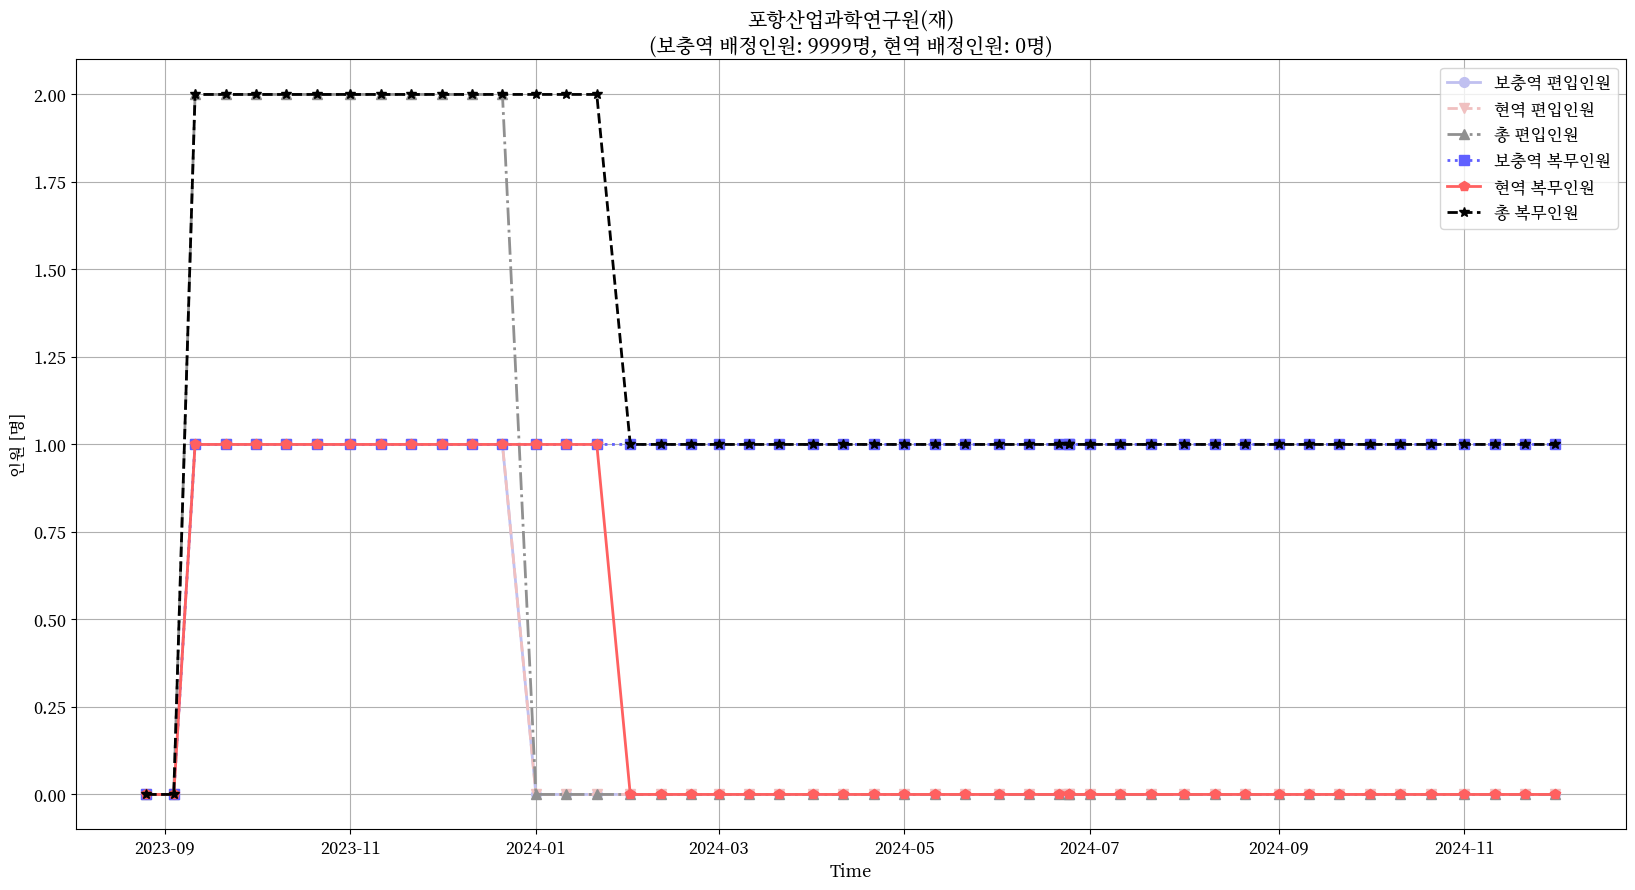 포항산업과학연구원(재)
(보충역 배정인원: 9999명, 현역 배정인원: 0명)
보충역 편입인원
현역 편입인원
총 편입인원
보충역 복무인원
현역 복무인원
총 복무인원
2.00
1.75
1.50
1.25
1.00
0.75
0.50
0.25
0.00
인원 [명]
2023-09 2023-11 2024-01 2024-03 2024-05 2024-07 2024-09 2024-11
Time